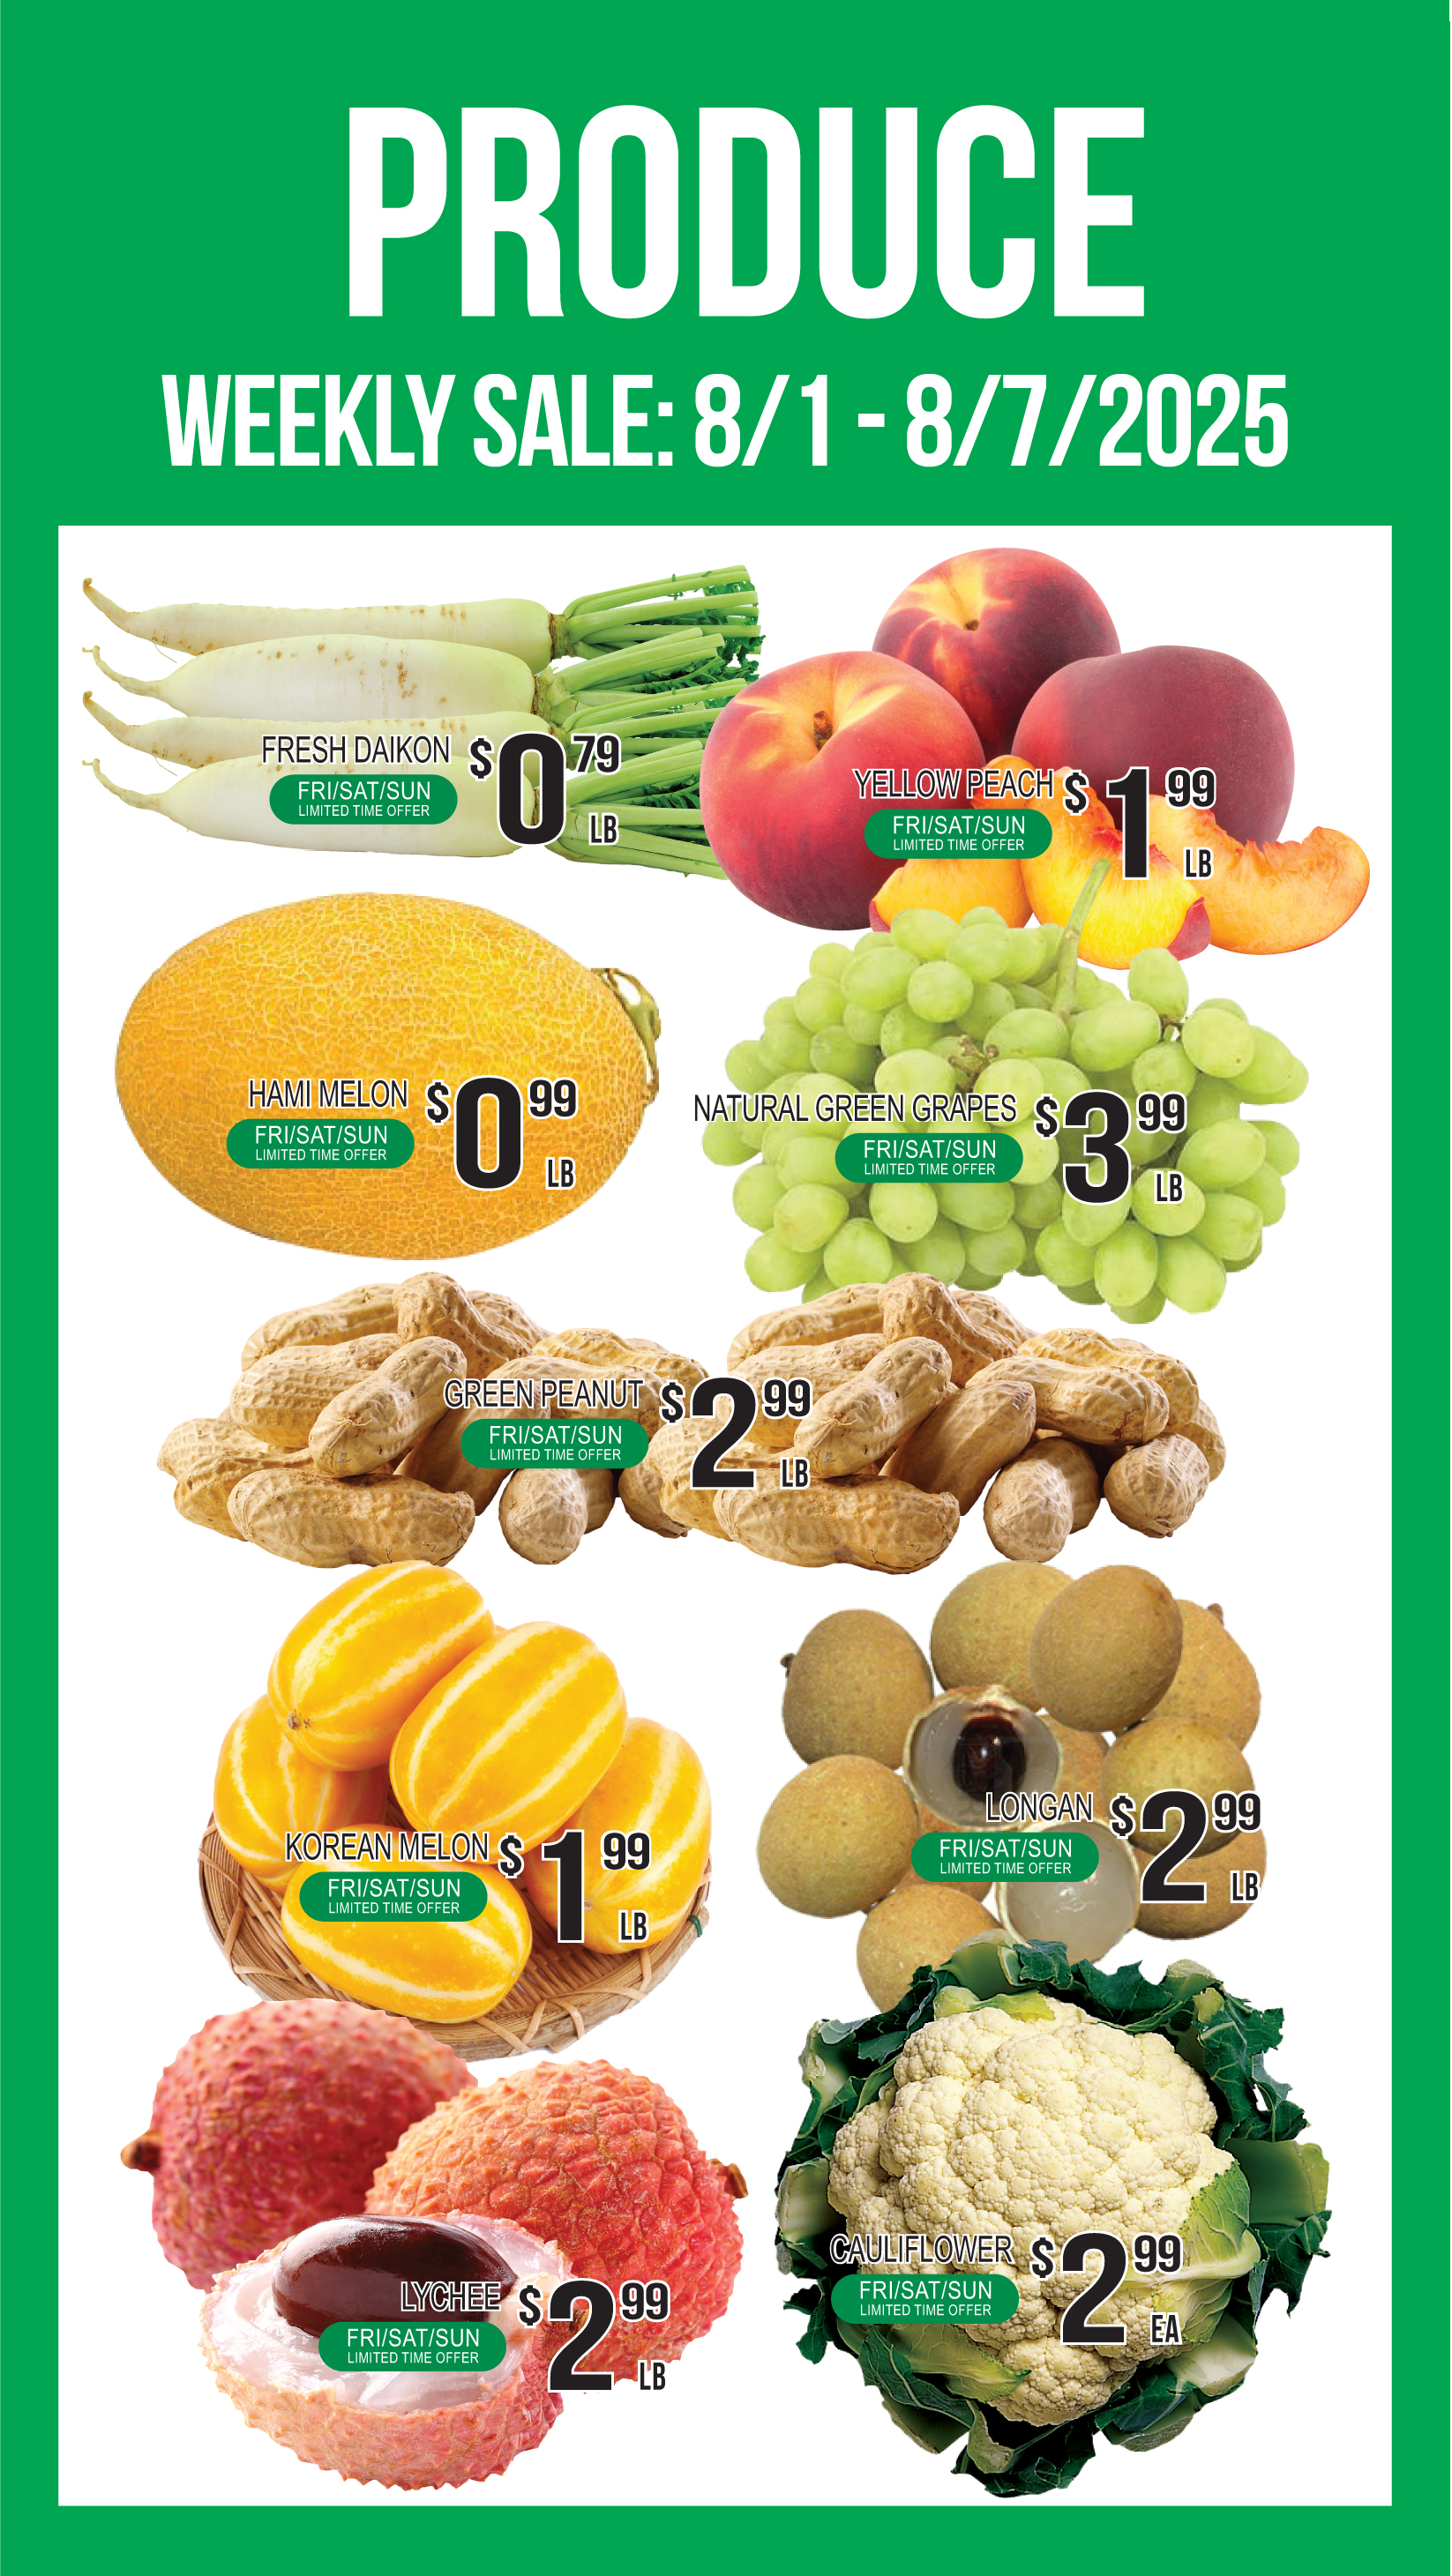 PRODUCE
WEEKLY SALE: 8/1 - 8/7/2025
FRESH DAIKON $0 79 LB
FRI/SAT/SUN
LIMITED TIME OFFER
YELLOW PEACH $1 99 LB
FRI/SAT/SUN
LIMITED TIME OFFER
HAMI MELON $0 99 LB
FRI/SAT/SUN
LIMITED TIME OFFER
NATURAL GREEN GRAPES $3 99 LB
FRI/SAT/SUN
LIMITED TIME OFFER
GREEN PEANUT $2 99 LB
FRI/SAT/SUN
LIMITED TIME OFFER
KOREAN MELON $1 99 LB
FRI/SAT/SUN
LIMITED TIME OFFER
LONGAN $2 99 LB
FRI/SAT/SUN
LIMITED TIME OFFER
LYCHEE $2 99 LB
FRI/SAT/SUN
LIMITED TIME OFFER
CAULIFLOWER $2 99 EA
FRI/SAT/SUN
LIMITED TIME OFFER